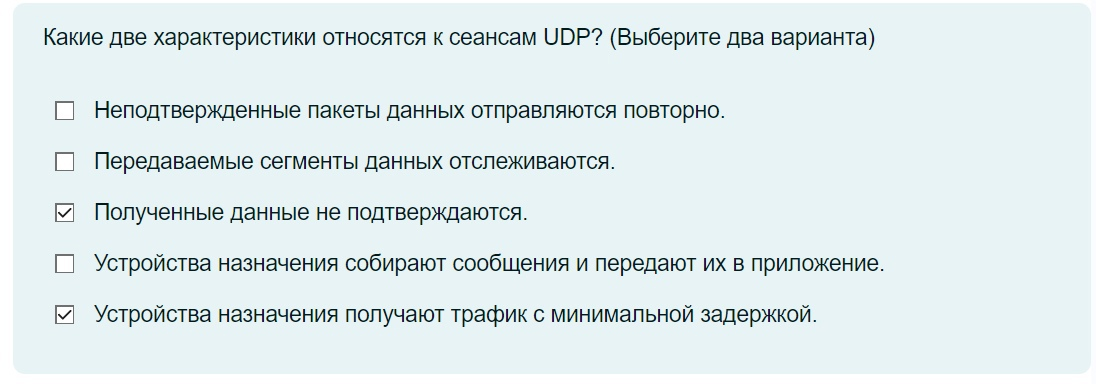 Какие две характеристики относятся к сеансам UDP? (Выберите два варианта)
Неподтвержденные пакеты данных отправляются повторно.
Передаваемые сегменты данных отслеживаются.
Полученные данные не подтверждаются.
Устройства назначения собирают сообщения и передают их в приложение.
Устройства назначения получают трафик с минимальной задержкой.